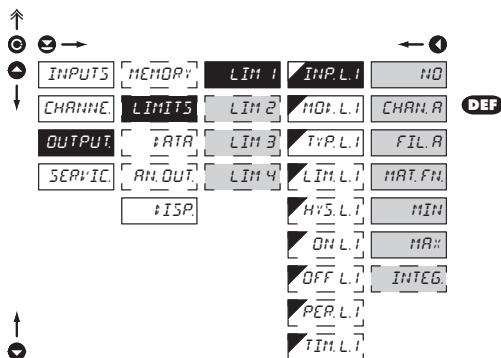 INPUTS MEMORY LIM 1 INP. L.1 NO
CHANNE. LIMITS LIM 2 MOD. L.1 CHAN. A DEF
OUTPUT. DATA LIM 3 TYP. L.1 FIL. A
SERVIC. AN. OUT. LIM 4 LIM. L.1 MAT. FN.
DISP. HYS. L.1 MIN
ON L.1 MAX
OFF L.1 INTEG.
PER. L.1
TIM. L.1